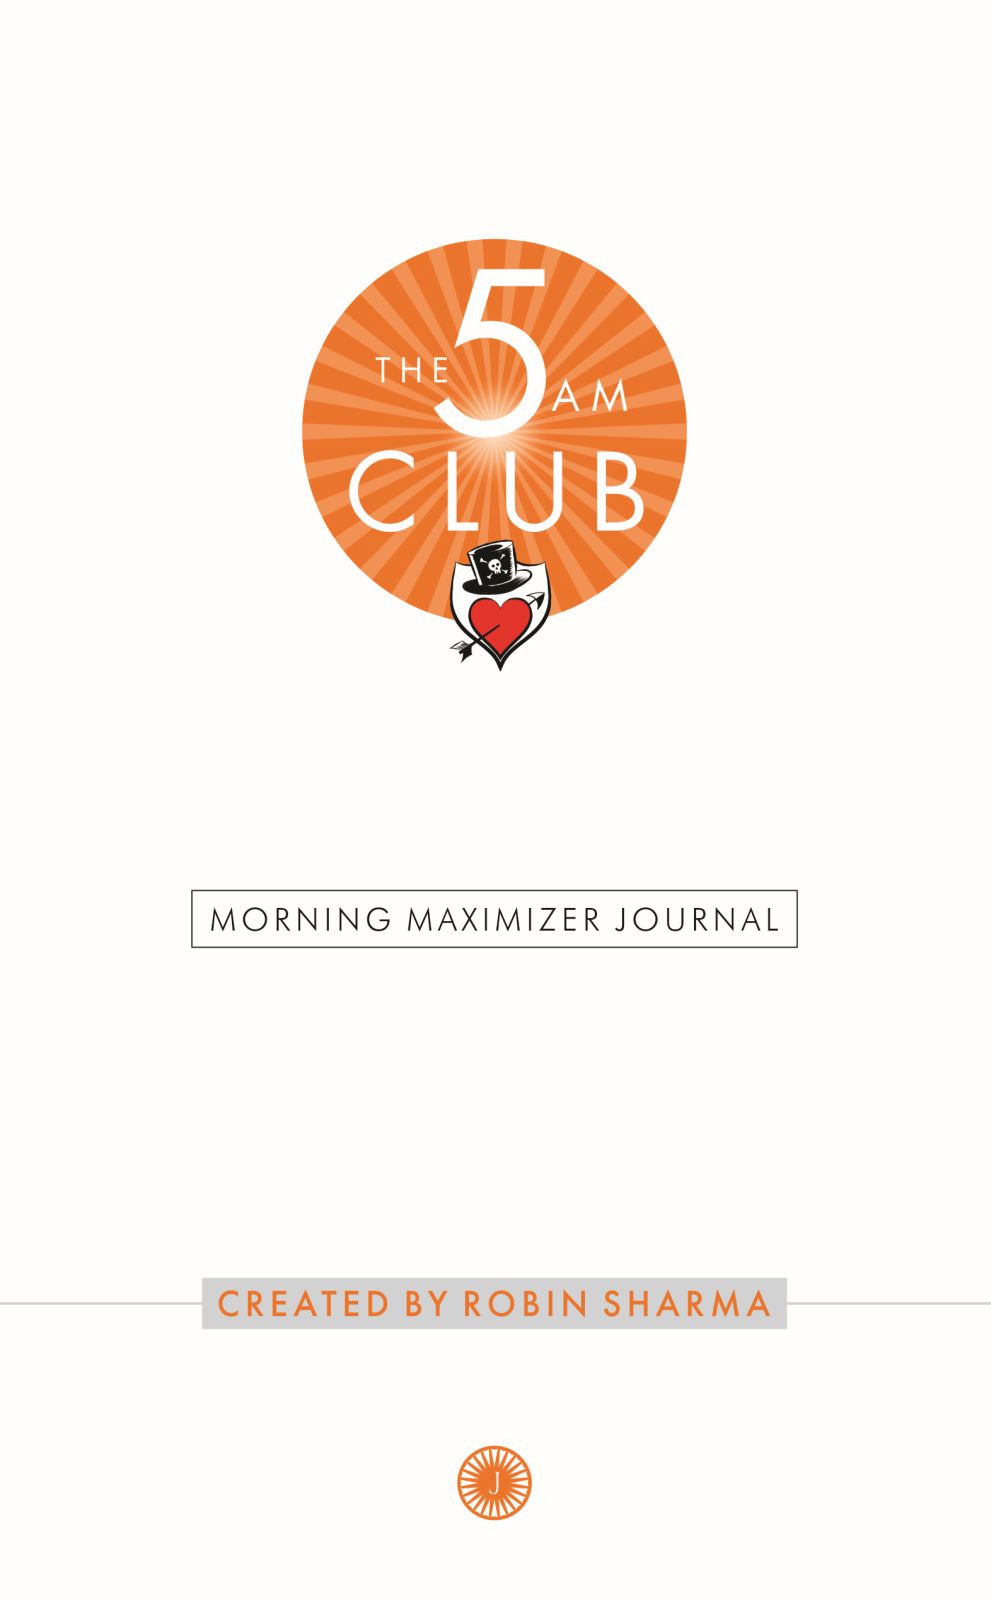 THE 5 AM
CLUB
MORNING MAXIMIZER JOURNAL
CREATED BY ROBIN SHARMA
J